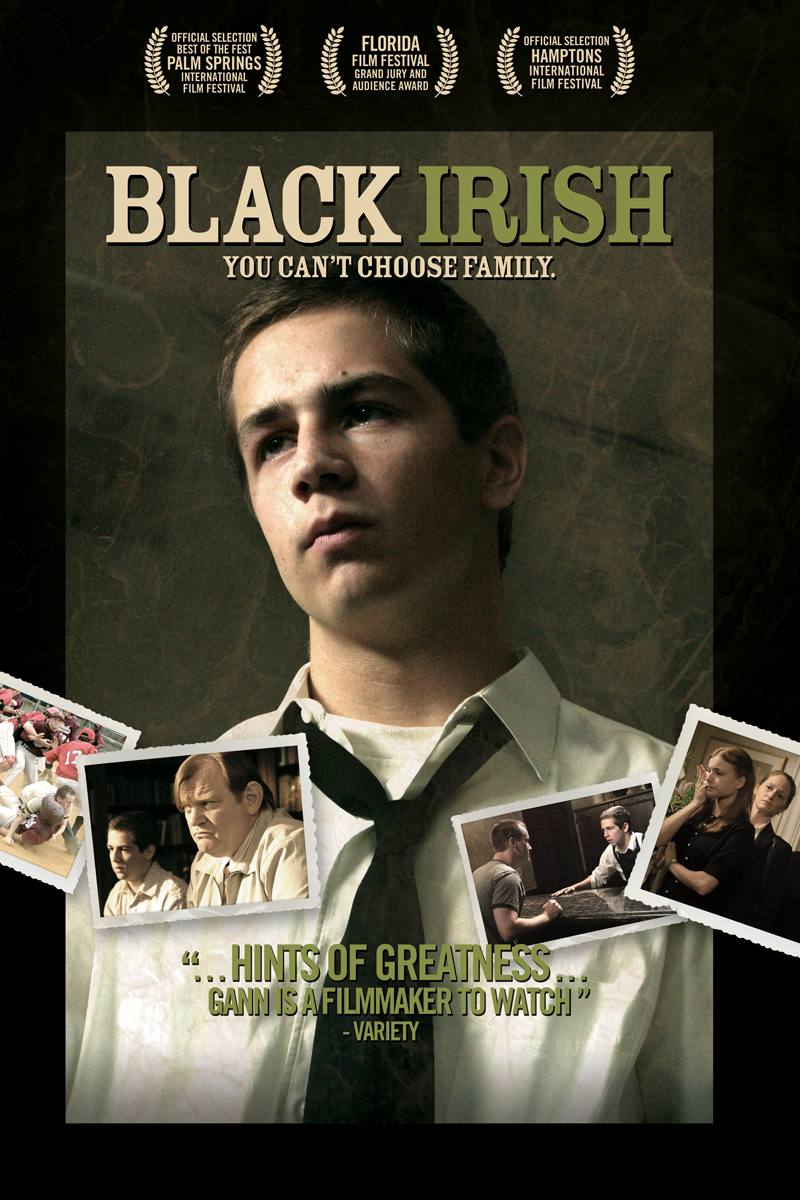 OFFICIAL SELECTION
BEST OF THE FEST
PALM SPRINGS
INTERNATIONAL
FILM FESTIVAL
FLORIDA
FILM FESTIVAL
GRAND JURY AND
AUDIENCE AWARD
OFFICIAL SELECTION
HAMPTONS
INTERNATIONAL
FILM FESTIVAL
BLACK IRISH
YOU CAN'T CHOOSE FAMILY.
17
“...HINTS OF GREATNESS...
GANN IS A FILMMAKER TO WATCH”
- VARIETY